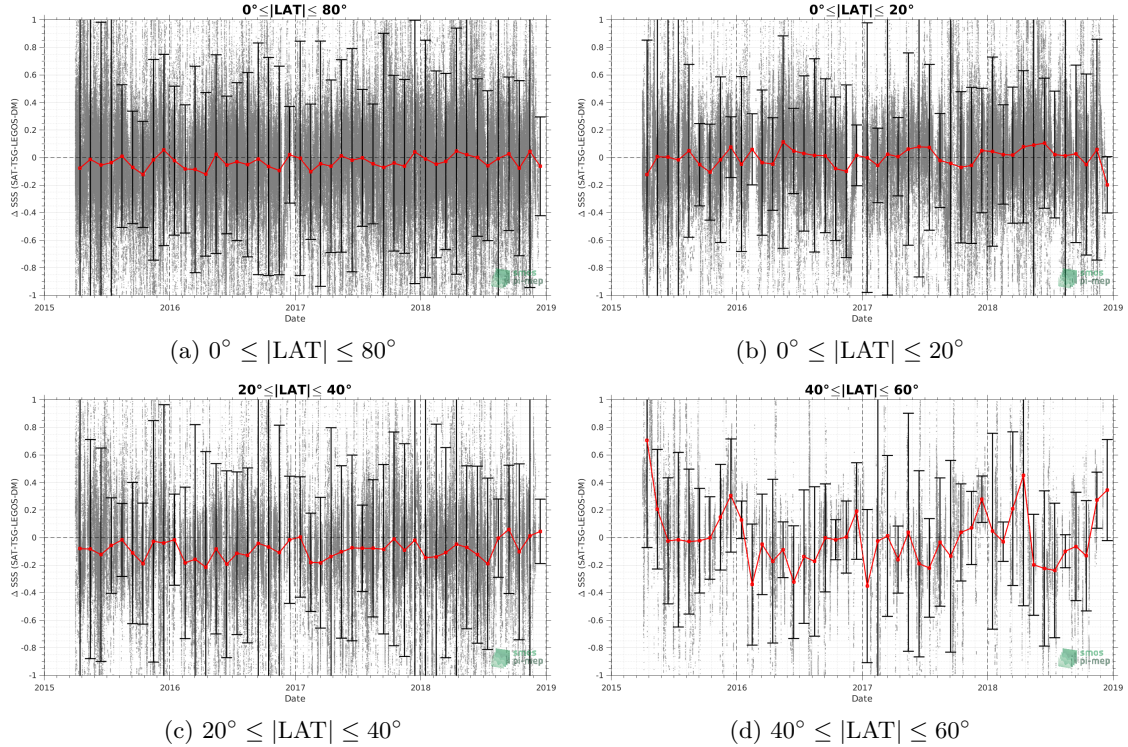 0°≤|LAT|≤ 80°
Δ SSS (SAT-TSG-LEGOS-DM)
1
0.8
0.6
0.4
0.2
0
-0.2
-0.4
-0.6
-0.8
-1
smos
pi-mep
2015
2016
2017
2018
2019
Date
(a) 0° ≤ |LAT| ≤ 80°
0°≤|LAT|≤ 20°
Δ SSS (SAT-TSG-LEGOS-DM)
1
0.8
0.6
0.4
0.2
0
-0.2
-0.4
-0.6
-0.8
-1
smos
pi-mep
2015
2016
2017
2018
2019
Date
(b) 0° ≤ |LAT| ≤ 20°
20°≤|LAT|≤ 40°
Δ SSS (SAT-TSG-LEGOS-DM)
1
0.8
0.6
0.4
0.2
0
-0.2
-0.4
-0.6
-0.8
-1
smos
pi-mep
2015
2016
2017
2018
2019
Date
(c) 20° ≤ |LAT| ≤ 40°
40°≤|LAT|≤ 60°
Δ SSS (SAT-TSG-LEGOS-DM)
1
0.8
0.6
0.4
0.2
0
-0.2
-0.4
-0.6
-0.8
-1
smos
pi-mep
2015
2016
2017
2018
2019
Date
(d) 40° ≤ |LAT| ≤ 60°